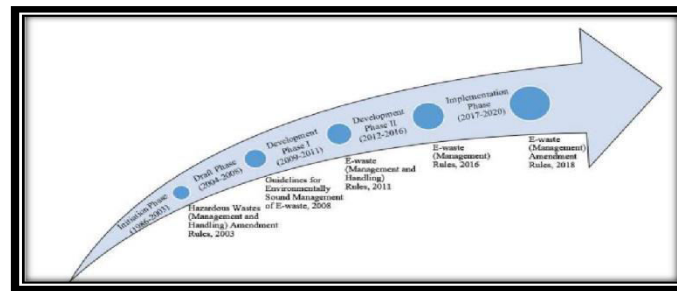 Initiation Phase
(1986-2003)
Draft Phase
(2004-2008)
Development
Phase I
(2009-2011)
Development
Phase II
(2012-2016)
Implementation
Phase
(2017-2020)
Hazardous Wastes
(Management and
Handling) Amendment
Rules, 2003
Guidelines for
Environmentally
Sound Management
of E-waste, 2008
E-waste
(Management and
Handling)
Rules, 2011
E-waste
(Management)
Rules, 2016
E-waste
(Management)
Amendment
Rules, 2018